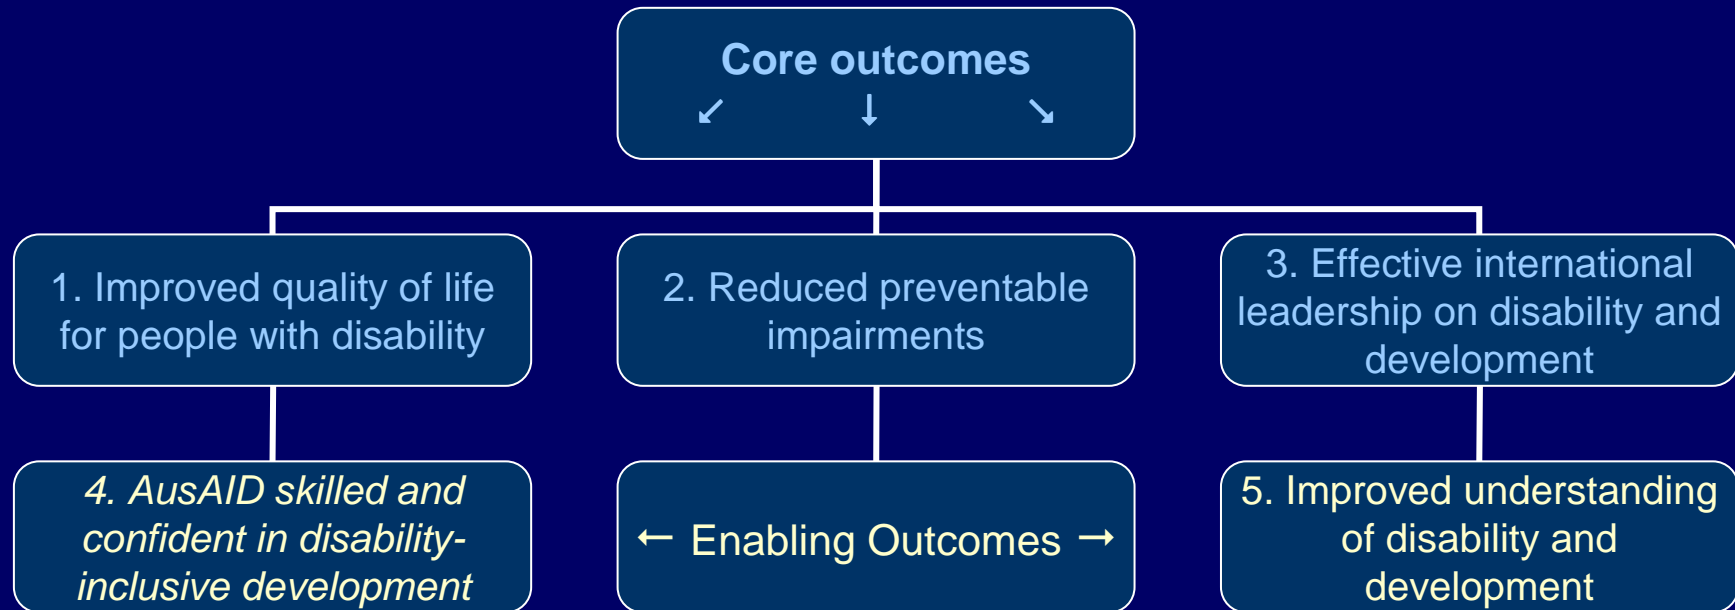 Core outcomes
↙ ↓ ↘
1. Improved quality of life
for people with disability
2. Reduced preventable
impairments
3. Effective international
leadership on disability and
development
4. AusAID skilled and
confident in disability-
inclusive development
← Enabling Outcomes →
5. Improved understanding
of disability and
development